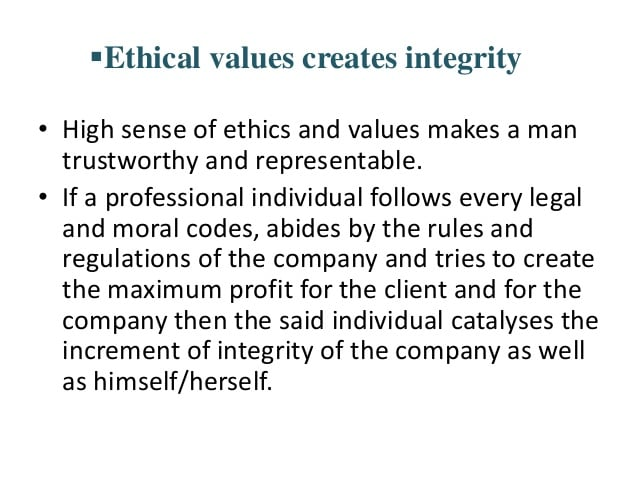 ▪Ethical values creates integrity
• High sense of ethics and values makes a man
trustworthy and representable.
• If a professional individual follows every legal
and moral codes, abides by the rules and
regulations of the company and tries to create
the maximum profit for the client and for the
company then the said individual catalyses the
increment of integrity of the company as well
as himself/herself.